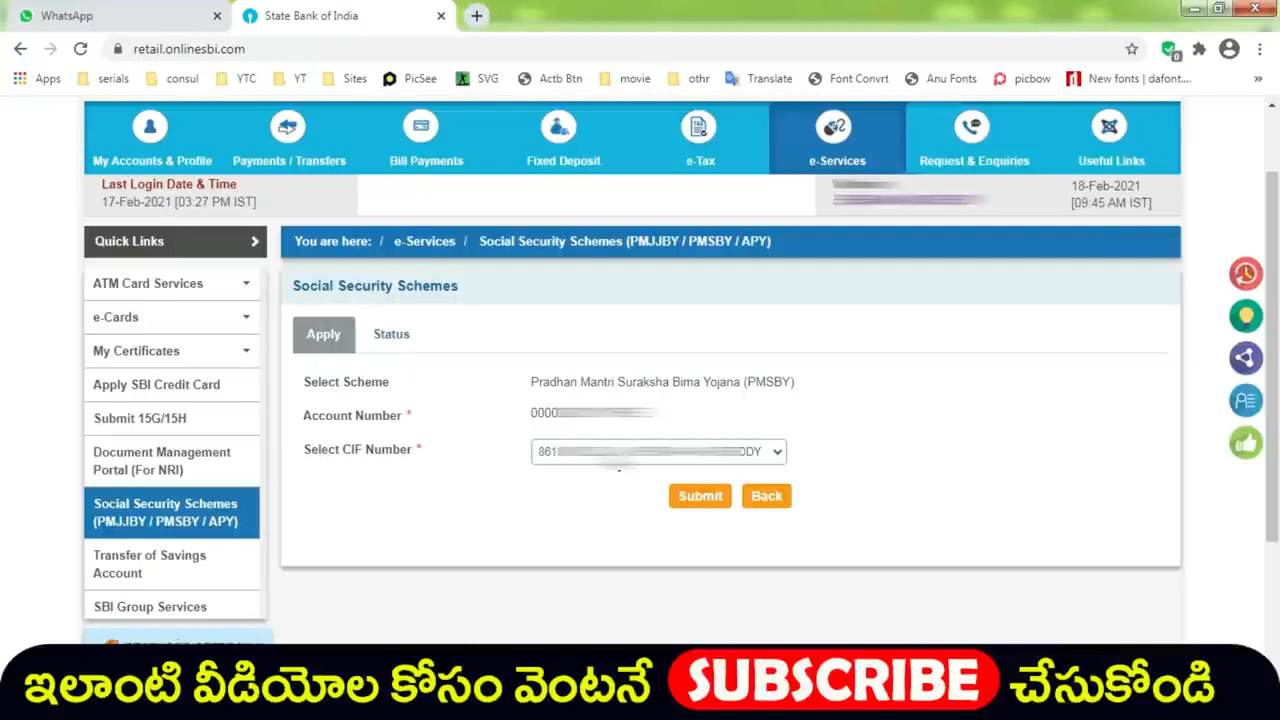 WhatsApp
State Bank of India
retail.onlinesbi.com
Apps serials consul YTC YT Sites PicSee SVG Actb Btn movie othr Translate Font Convrt Anu Fonts picbow New fonts | dafont....
My Accounts & Profile Payments / Transfers Bill Payments Fixed Deposit e-Tax e-Services Request & Enquiries Useful Links
Last Login Date & Time
17-Feb-2021 [03:27 PM IST]
18-Feb-2021
[09:45 AM IST]
Quick Links
ATM Card Services
e-Cards
My Certificates
Apply SBI Credit Card
Submit 15G/15H
Document Management
Portal (For NRI)
Social Security Schemes
(PMJJBY / PMSBY / APY)
Transfer of Savings
Account
SBI Group Services
You are here: / e-Services / Social Security Schemes (PMJJBY / PMSBY / APY)
Social Security Schemes
Apply Status
Select Scheme Pradhan Mantri Suraksha Bima Yojana (PMSBY)
Account Number * 0000
Select CIF Number * 861 DDY
Submit Back
ఇలాంటి వీడియోల కోసం వెంటనే SUBSCRIBE చేసుకోండి